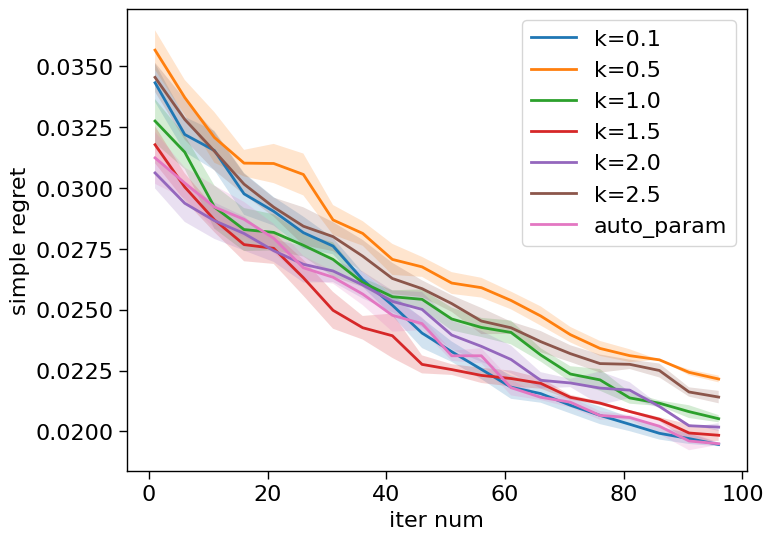 simple regret
0.0350
0.0325
0.0300
0.0275
0.0250
0.0225
0.0200
k=0.1
k=0.5
k=1.0
k=1.5
k=2.0
k=2.5
auto_param
0 20 40 60 80 100
iter num